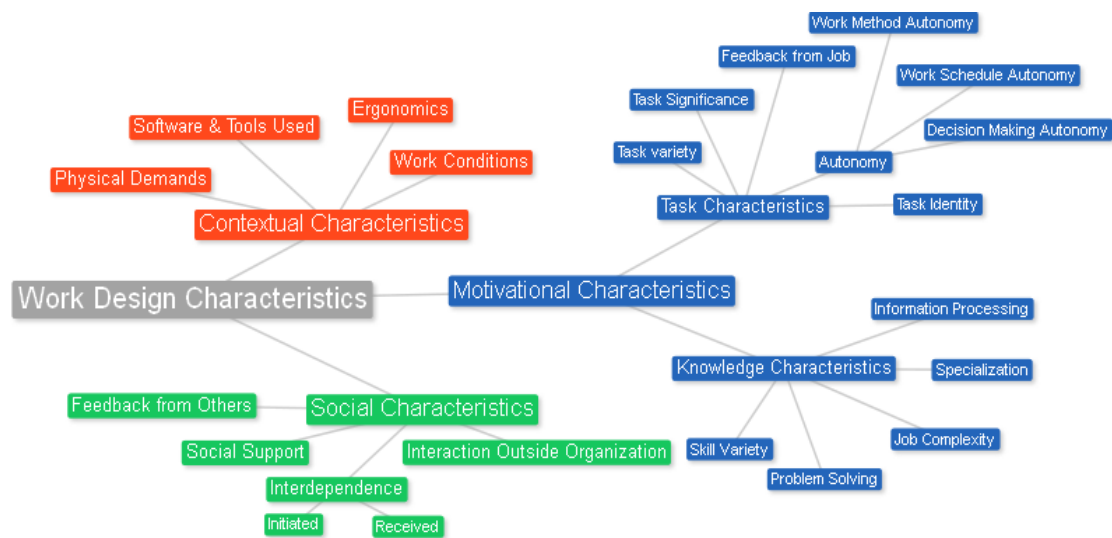 Work Method Autonomy
Feedback from Job
Work Schedule Autonomy
Task Significance
Ergonomics
Software & Tools Used
Decision Making Autonomy
Task variety
Autonomy
Work Conditions
Physical Demands
Task Characteristics
Task Identity
Contextual Characteristics
Work Design Characteristics
Motivational Characteristics
Information Processing
Knowledge Characteristics
Specialization
Feedback from Others
Social Characteristics
Job Complexity
Skill Variety
Social Support
Interaction Outside Organization
Problem Solving
Interdependence
Initiated
Received